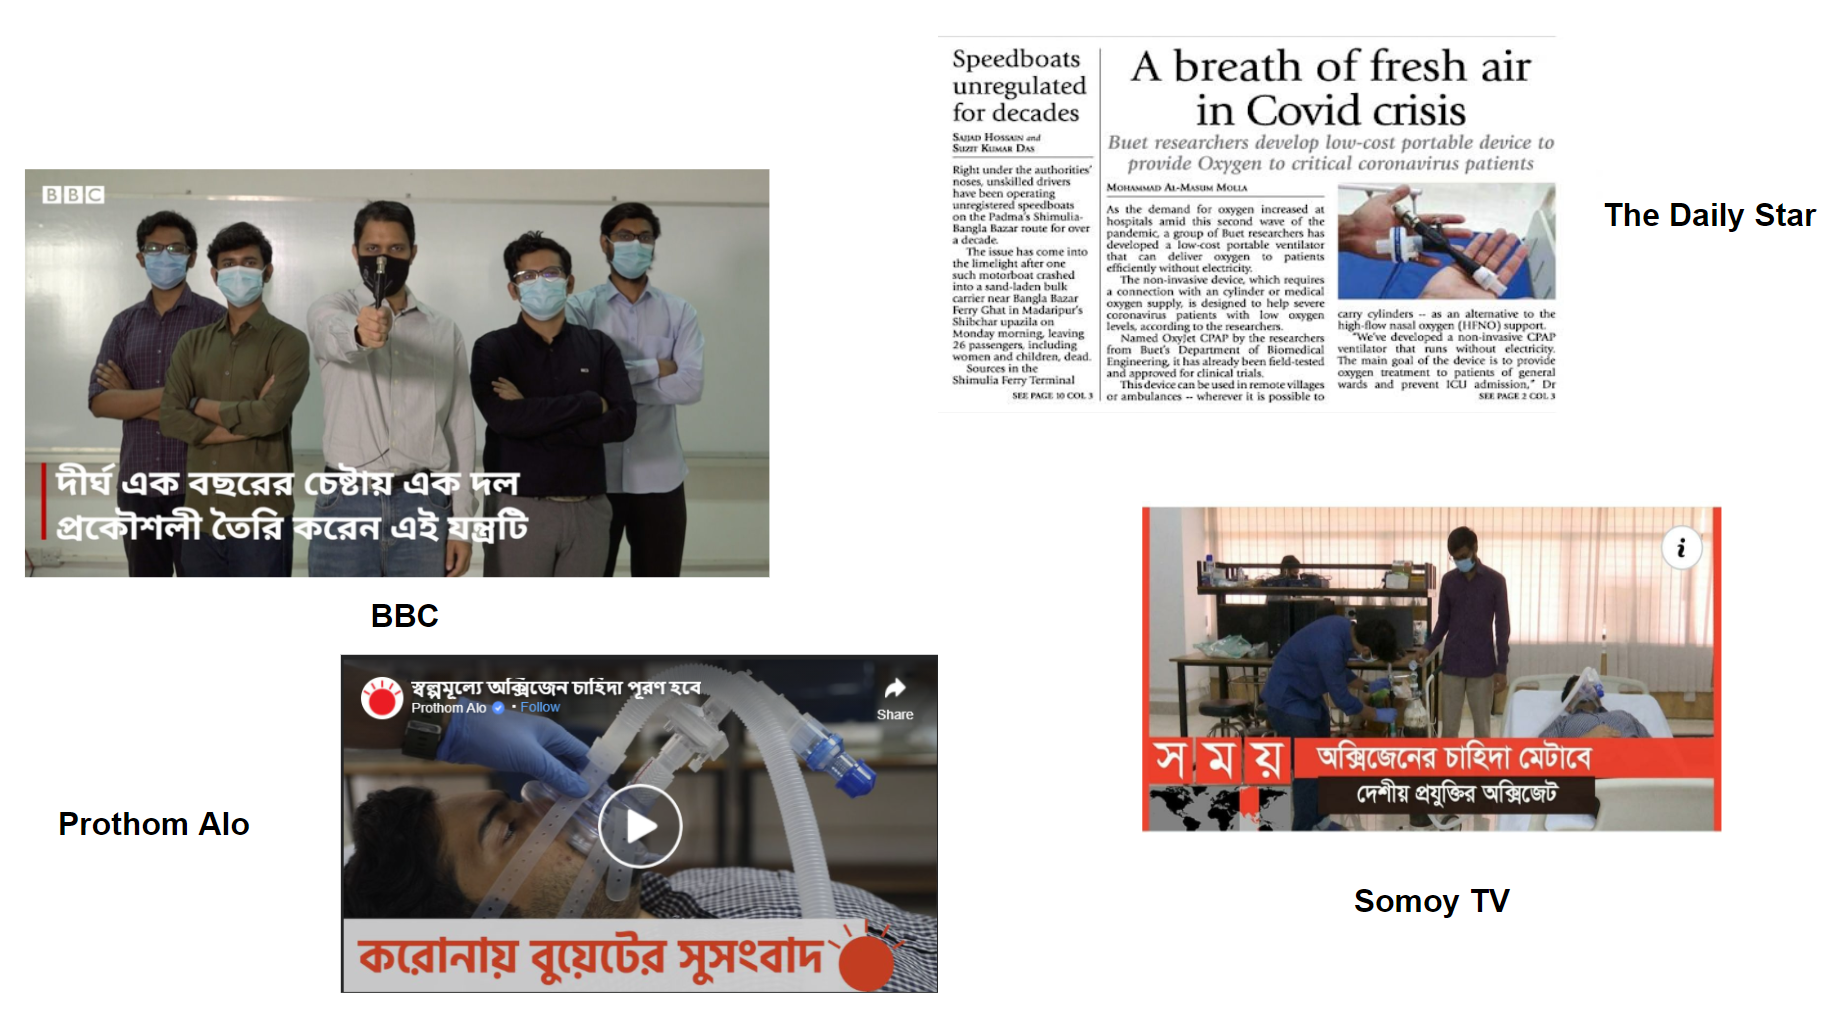 BBC
দীর্ঘ এক বছরের চেষ্টায় এক দল
প্রকৌশলী তৈরি করেন এই যন্ত্রটি
BBC
Speedboats
unregulated
for decades
SAJJAD HOSSAIN and
SUZIT KUMAR DAS
Right under the authorities'
noses, unskilled drivers
have been operating
unregistered speedboats
on the Padma's Shimulia-
Bangla Bazar route for over
a decade.
The issue has come into
the limelight after one
such motorboat crashed
into a sand-laden bulk
carrier near Bangla Bazar
Ferry Ghat in Madaripur's
Shibchar upazila on
Monday morning, leaving
26 passengers, including
women and children, dead.
Sources in the
Shimulia Ferry Terminal
SEE PAGE 10 COL 3
A breath of fresh air
in Covid crisis
Buet researchers develop low-cost portable device to
provide Oxygen to critical coronavirus patients
MOHAMMAD AL-MASUM MOLLA
As the demand for oxygen increased at
hospitals amid this second wave of the
pandemic, a group of Buet researchers has
developed a low-cost portable ventilator
that can deliver oxygen to patients
efficiently without electricity.
The non-invasive device, which requires
a connection with an cylinder or medical
oxygen supply, is designed to help severe
coronavirus patients with low oxygen
levels, according to the researchers.
Named OxyJet CPAP by the researchers
from Buet's Department of Biomedical
Engineering, it has already been field-tested
and approved for clinical trials.
This device can be used in remote villages
or ambulances -- wherever it is possible to
carry cylinders -- as an alternative to the
high-flow nasal oxygen (HFNO) support.
"We've developed a non-invasive CPAP
ventilator that runs without electricity.
The main goal of the device is to provide
oxygen treatment to patients of general
wards and prevent ICU admission," Dr
SEE PAGE 2 COL 3
The Daily Star
স্বল্পমূল্যে অক্সিজেন চাহিদা পূরণ হবে
Prothom Alo · Follow
Share
করোনায় বুয়েটের সুসংবাদ
Prothom Alo
সময়
অক্সিজেনের চাহিদা মেটাবে
দেশীয় প্রযুক্তির অক্সিজেট
Somoy TV